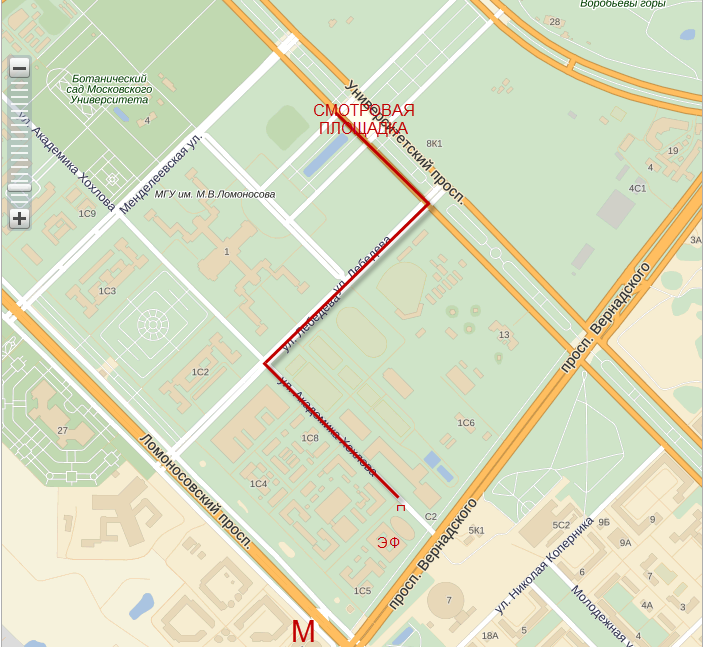 Воробьёвы горы
28
Ботанический
сад Московского
Университета
Университетский просп.
СМОТРОВАЯ
ПЛОЩАДКА
ул. Академика Хохлова
Менделеевская ул.
8К1
19
4
4С1
МГУ им. М.В.Ломоносова
1С9
3А
1
ул. Лебедева
ул. Лебедева
1С3
просп. Вернадского
13
1С2
ул. Академика Хохлова
27
1С8
1С6
Ломоносовский просп.
1С4
П
С2
просп. Вернадского
5К1
5С2
9Б
9
9А
ЭФ
ул. Николая Коперника
6
7
1С5
7
Молодежная у
4А
3
М
18А
5
4